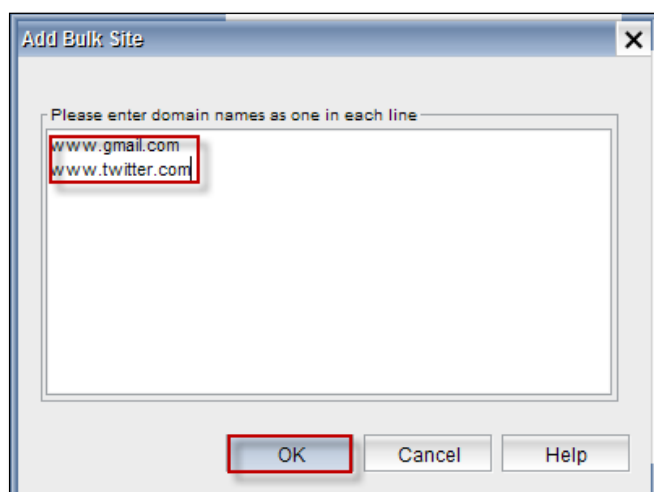 Add Bulk Site
Please enter domain names as one in each line
www.gmail.com
www.twitter.com
OK Cancel Help